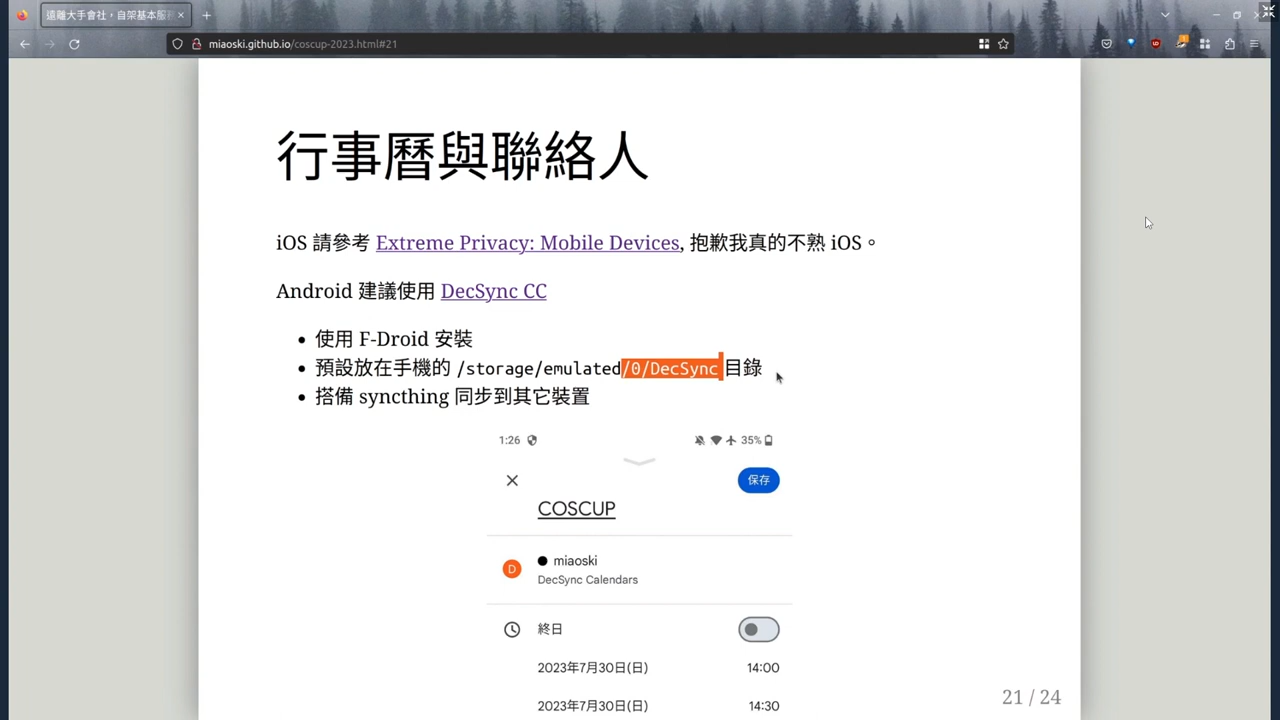 遠離大手會社，自架基本服務
miaoski.github.io/coscup-2023.html#21
行事曆與聯絡人
iOS 請參考 Extreme Privacy: Mobile Devices, 抱歉我真的不熟 iOS。
Android 建議使用 DecSync CC
• 使用 F-Droid 安裝
• 預設放在手機的 /storage/emulated/0/DecSync 目錄
• 搭備 syncthing 同步到其它裝置
1:26 35%
保存
COSCUP
D miaoski
DecSync Calendars
終日
2023年7月30日(日) 14:00
2023年7月30日(日) 14:30
21 / 24